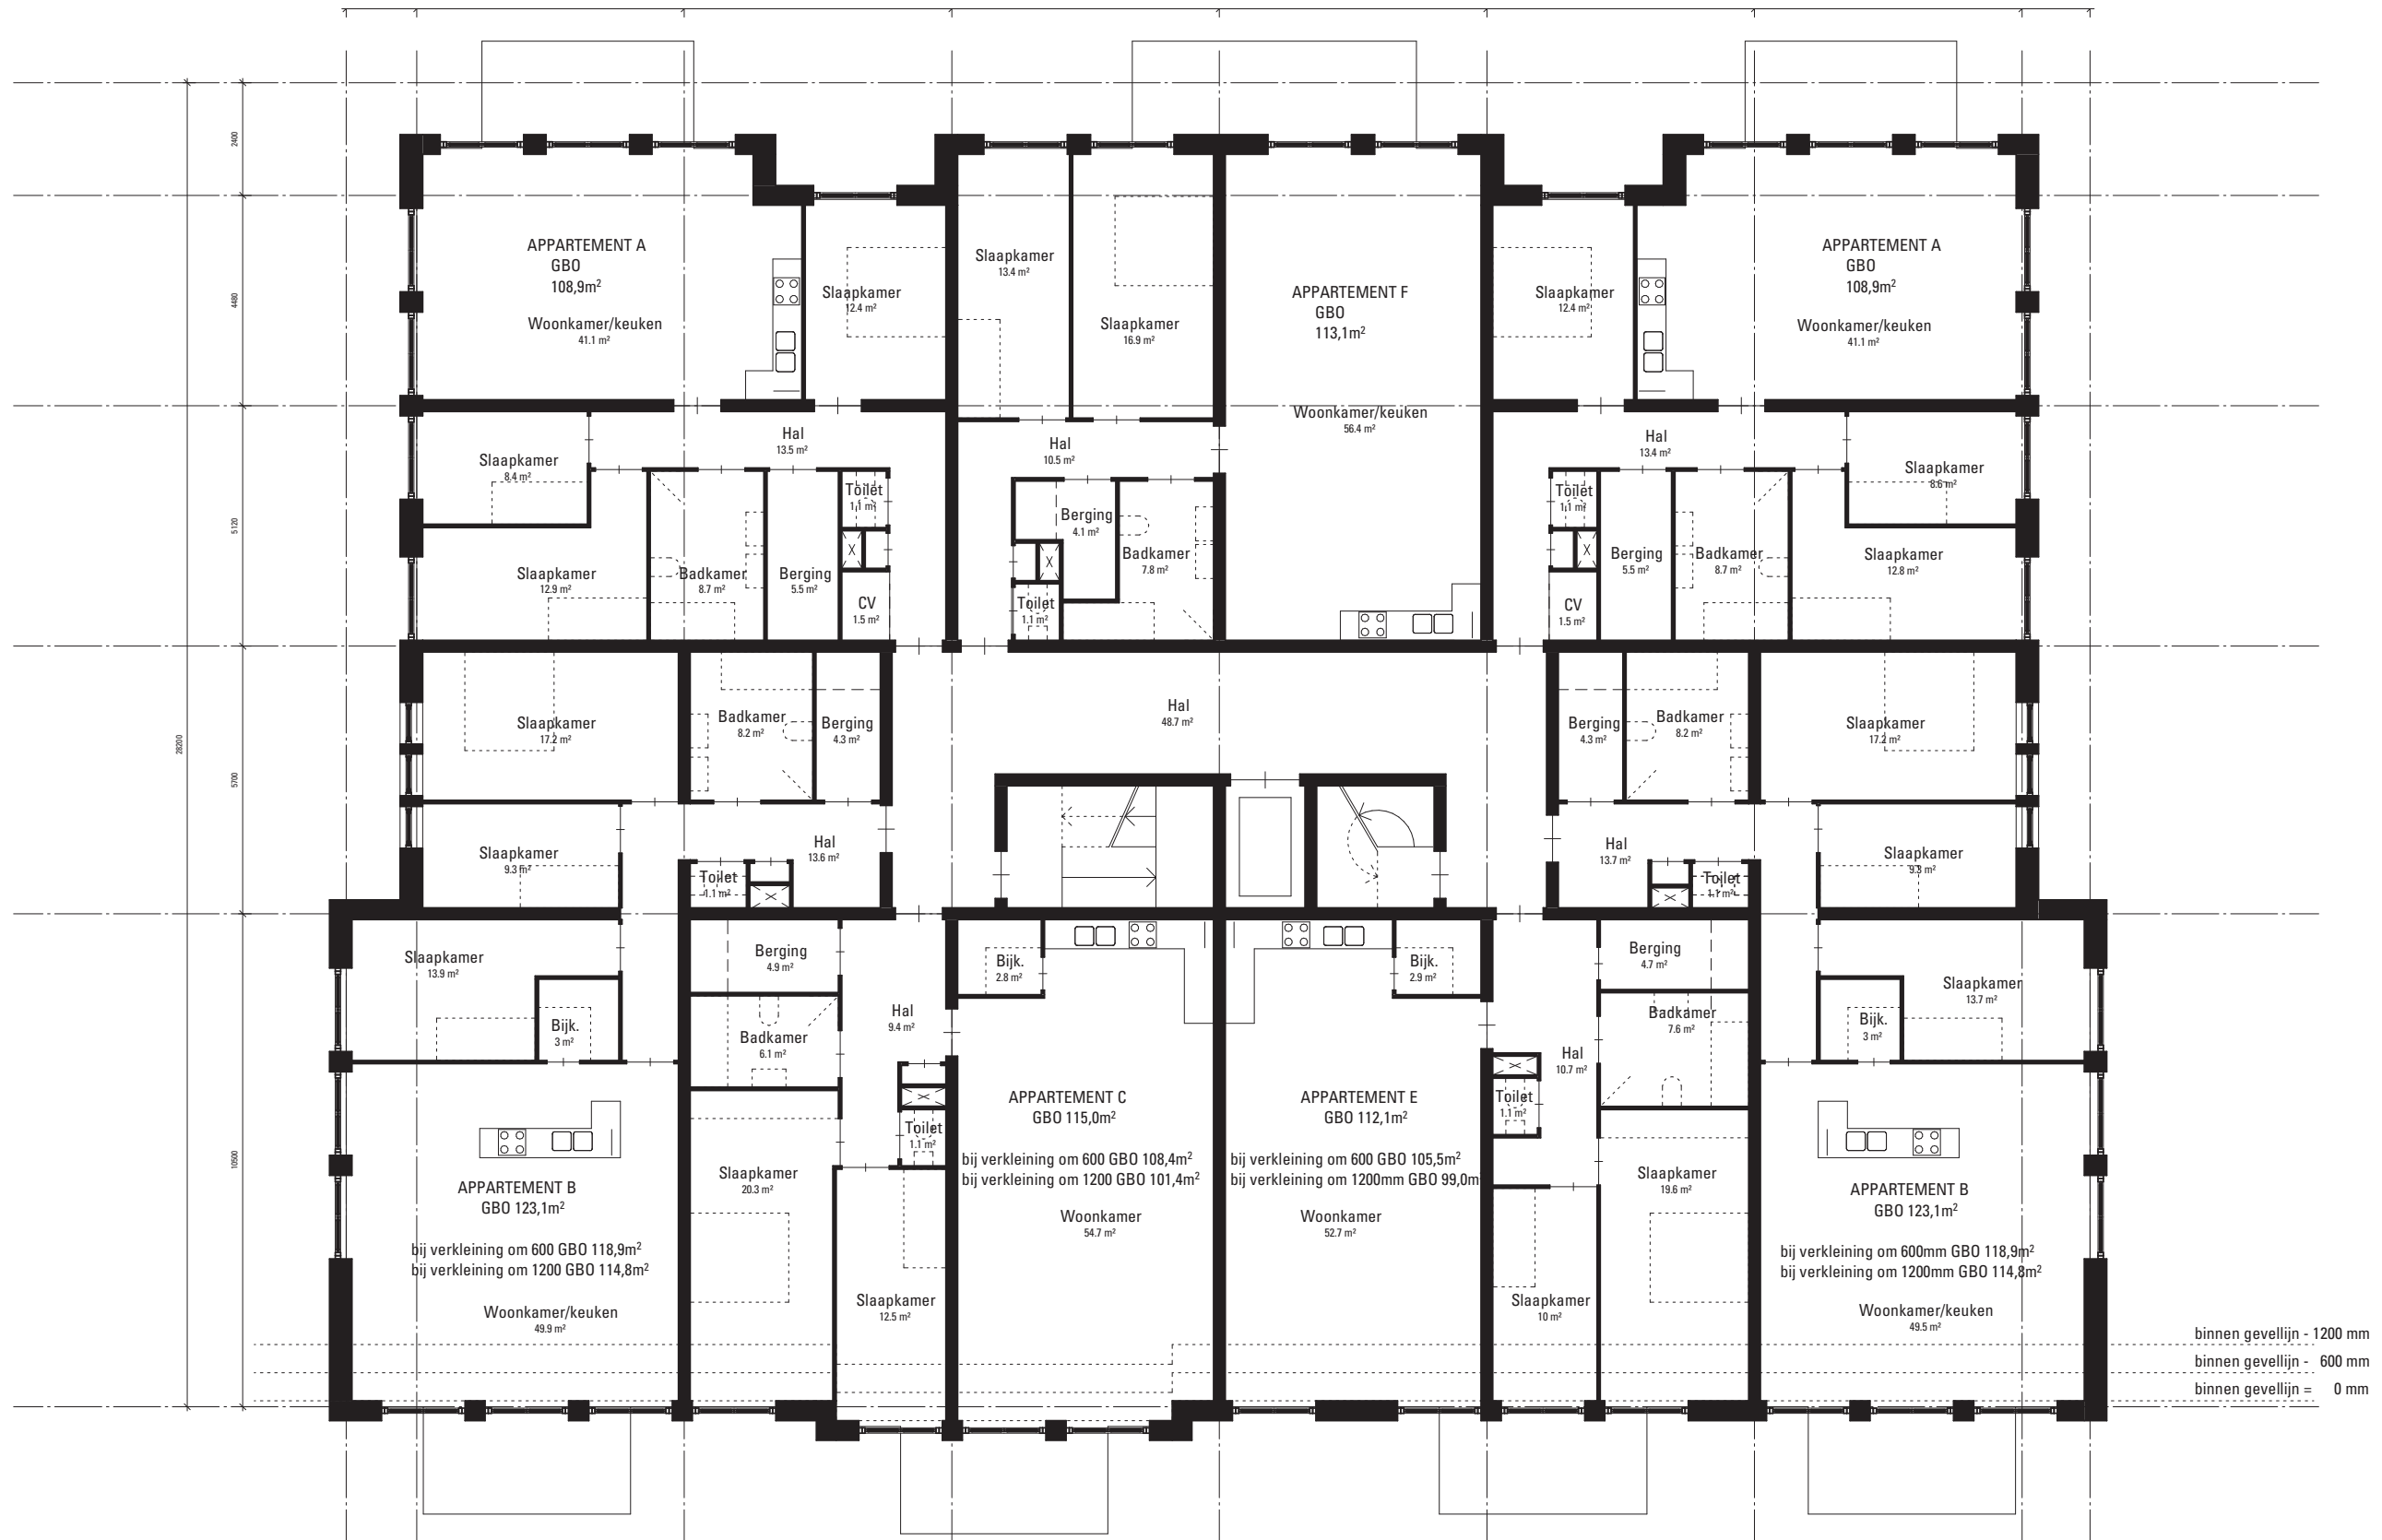 2400
4480
5120
28200
5700
10500
APPARTEMENT A
GBO
108,9m²
Woonkamer/keuken
41.1 m²
Slaapkamer
12.4 m²
Slaapkamer
13.4 m²
Slaapkamer
16.9 m²
APPARTEMENT F
GBO
113,1m²
Woonkamer/keuken
56.4 m²
Slaapkamer
12.4 m²
APPARTEMENT A
GBO
108,9m²
Woonkamer/keuken
41.1 m²
Hal
13.5 m²
Slaapkamer
8.4 m²
Slaapkamer
12.9 m²
Badkamer
8.7 m²
Berging
5.5 m²
Toilet
1.1 m²
CV
1.5 m²
Hal
10.5 m²
Berging
4.1 m²
Badkamer
7.8 m²
Toilet
1.1 m²
Hal
13.4 m²
Toilet
1.1 m²
CV
1.5 m²
Berging
5.5 m²
Badkamer
8.7 m²
Slaapkamer
8.6 m²
Slaapkamer
12.8 m²
Slaapkamer
17.2 m²
Badkamer
8.2 m²
Berging
4.3 m²
Hal
48.7 m²
Berging
4.3 m²
Badkamer
8.2 m²
Slaapkamer
17.2 m²
Slaapkamer
9.3 m²
Toilet
1.1 m²
Hal
13.6 m²
Hal
13.7 m²
Toilet
1.1 m²
Slaapkamer
9.3 m²
Slaapkamer
13.9 m²
Bijk.
3 m²
Berging
4.9 m²
Badkamer
6.1 m²
Hal
9.4 m²
Bijk.
2.8 m²
Bijk.
2.9 m²
Berging
4.7 m²
Badkamer
7.6 m²
Hal
10.7 m²
Slaapkamer
13.7 m²
Bijk.
3 m²
APPARTEMENT B
GBO 123,1m²
bij verkleining om 600 GBO 118,9m²
bij verkleining om 1200 GBO 114,8m²
Woonkamer/keuken
49.9 m²
Slaapkamer
20.3 m²
Toilet
1.1 m²
Slaapkamer
12.5 m²
APPARTEMENT C
GBO 115,0m²
bij verkleining om 600 GBO 108,4m²
bij verkleining om 1200 GBO 101,4m²
Woonkamer
54.7 m²
APPARTEMENT E
GBO 112,1m²
bij verkleining om 600 GBO 105,5m²
bij verkleining om 1200mm GBO 99,0m
Woonkamer
52.7 m²
Toilet
1.1 m²
Slaapkamer
19.6 m²
Slaapkamer
10 m²
APPARTEMENT B
GBO 123,1m²
bij verkleining om 600mm GBO 118,9m²
bij verkleining om 1200mm GBO 114,8m²
Woonkamer/keuken
49.5 m²
binnen gevellijn - 1200 mm
binnen gevellijn - 600 mm
binnen gevellijn = 0 mm